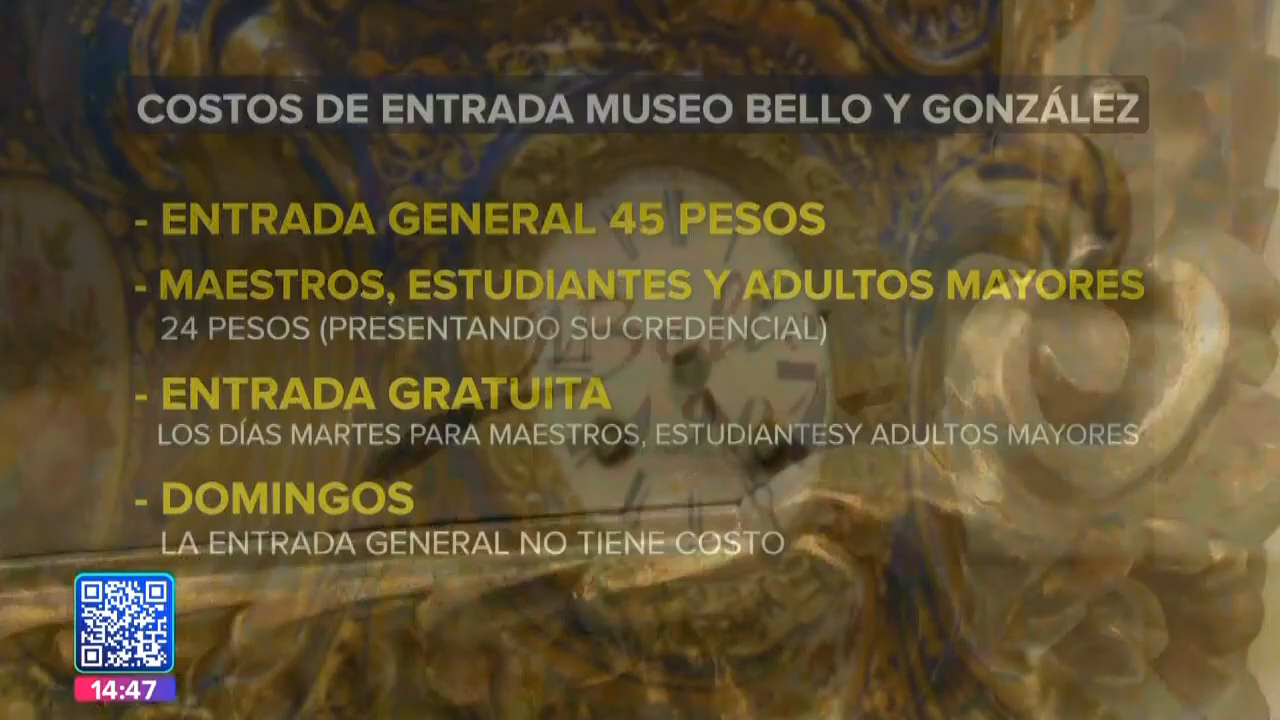 COSTOS DE ENTRADA MUSEO BELLO Y GONZÁLEZ
- ENTRADA GENERAL 45 PESOS
- MAESTROS, ESTUDIANTES Y ADULTOS MAYORES
24 PESOS (PRESENTANDO SU CREDENCIAL)
- ENTRADA GRATUITA
LOS DÍAS MARTES PARA MAESTROS, ESTUDIANTESY ADULTOS MAYORES
- DOMINGOS
LA ENTRADA GENERAL NO TIENE COSTO
14:47